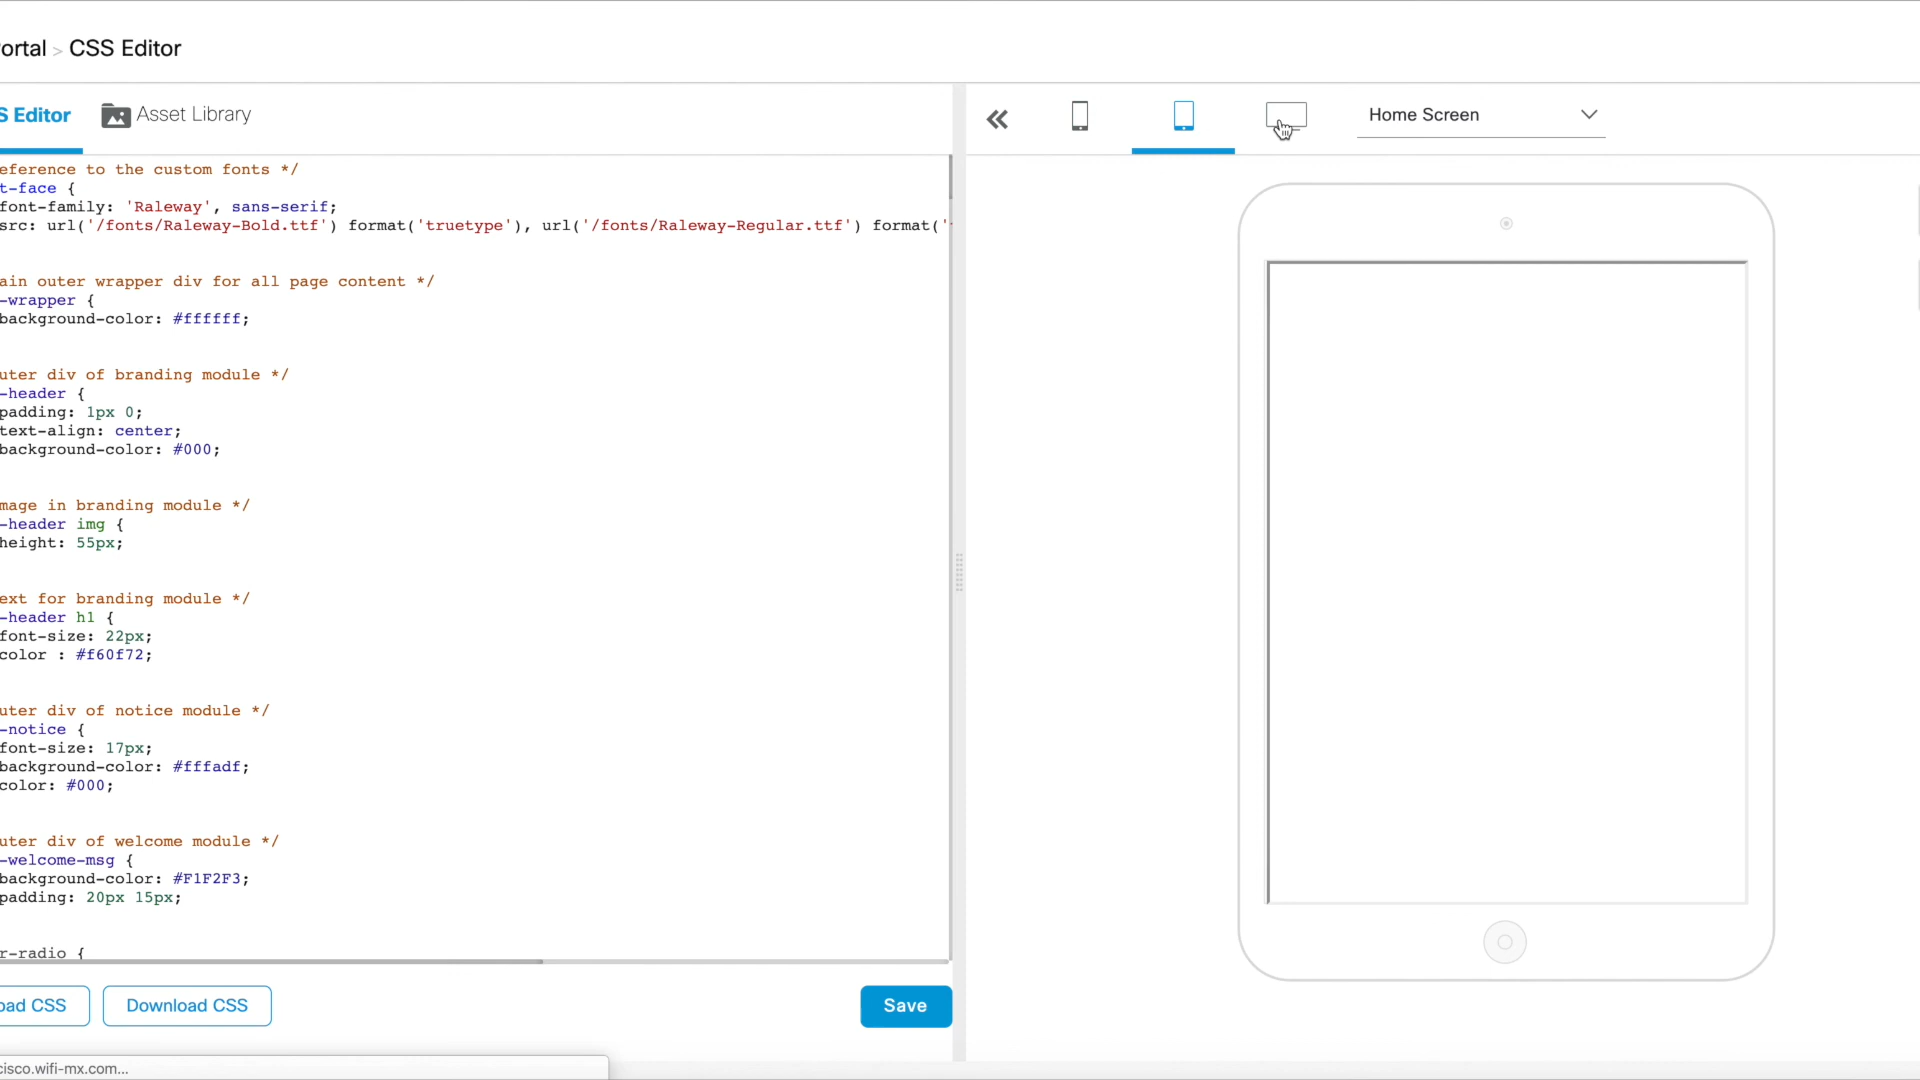 ortal > CSS Editor
S Editor
Asset Library
Home Screen
eference to the custom fonts */
t-face {
font-family: 'Raleway', sans-serif;
src: url('/fonts/Raleway-Bold.ttf') format('truetype'), url('/fonts/Raleway-Regular.ttf') format('
ain outer wrapper div for all page content */
-wrapper {
background-color: #ffffff;
uter div of branding module */
-header {
padding: 1px 0;
text-align: center;
background-color: #000;
mage in branding module */
-header img {
height: 55px;
ext for branding module */
-header h1 {
font-size: 22px;
color : #f60f72;
uter div of notice module */
-notice {
font-size: 17px;
background-color: #fffadf;
color: #000;
uter div of welcome module */
-welcome-msg {
background-color: #F1F2F3;
padding: 20px 15px;
r-radio {
oad CSS
Download CSS
Save
cisco.wifi-mx.com...